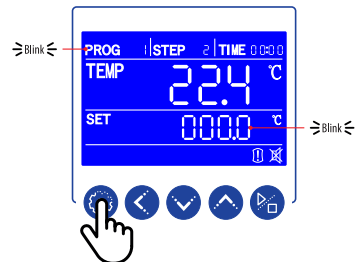 PROG 1 STEP 2 TIME 00:00
Blink
TEMP 22.4 ℃
SET 000.0 ℃
Blink